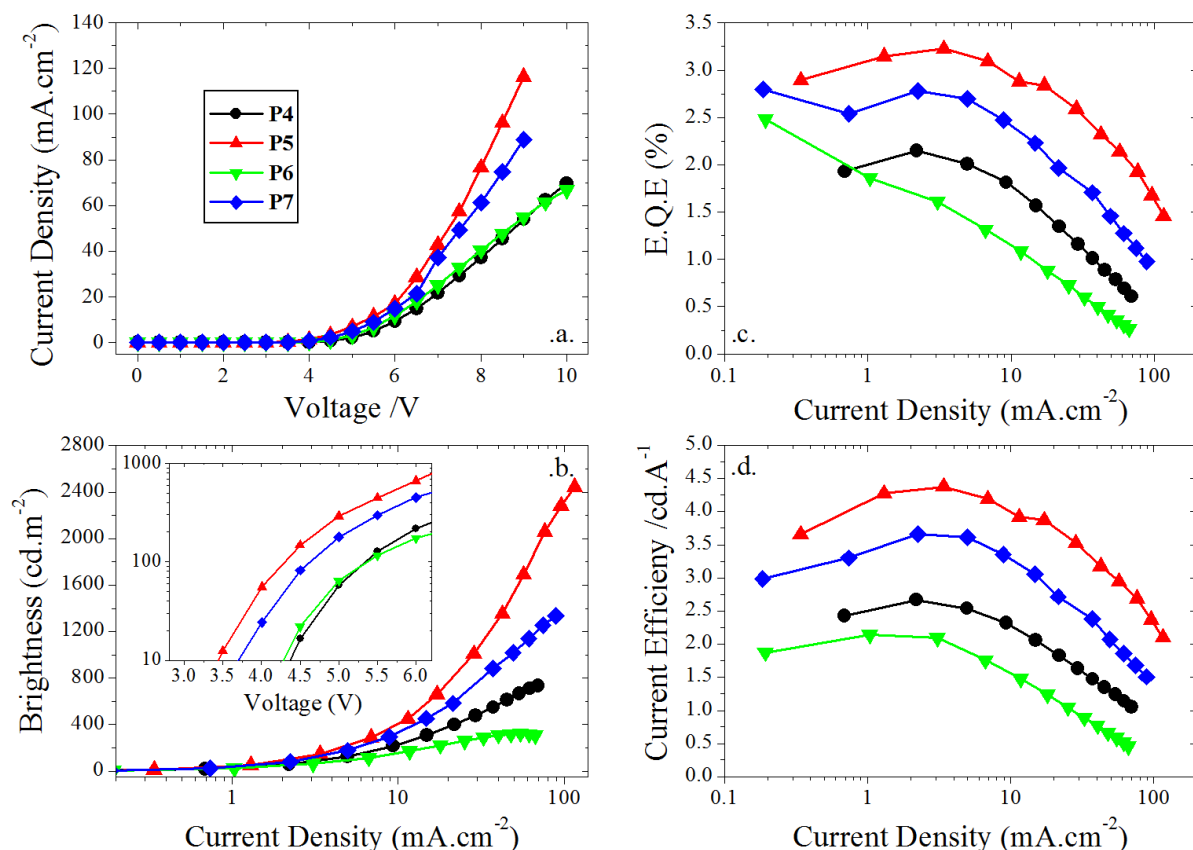 Current Density (mA.cm⁻²)
140
120
100
80
60
40
20
0
P4
P5
P6
P7
.a.
0 2 4 6 8 10
Voltage /V
E.Q.E (%)
3.5
3.0
2.5
2.0
1.5
1.0
0.5
0.0
.c.
0.1 1 10 100
Current Density (mA.cm⁻²)
Brightness (cd.m⁻²)
2800
2400
2000
1600
1200
800
400
0
1000
100
10
3.0 3.5 4.0 4.5 5.0 5.5 6.0
Voltage (V)
.b.
1 10 100
Current Density (mA.cm⁻²)
Current Efficieny /cd.A⁻¹
5.0
4.5
4.0
3.5
3.0
2.5
2.0
1.5
1.0
0.5
0.0
.d.
0.1 1 10 100
Current Density (mA.cm⁻²)